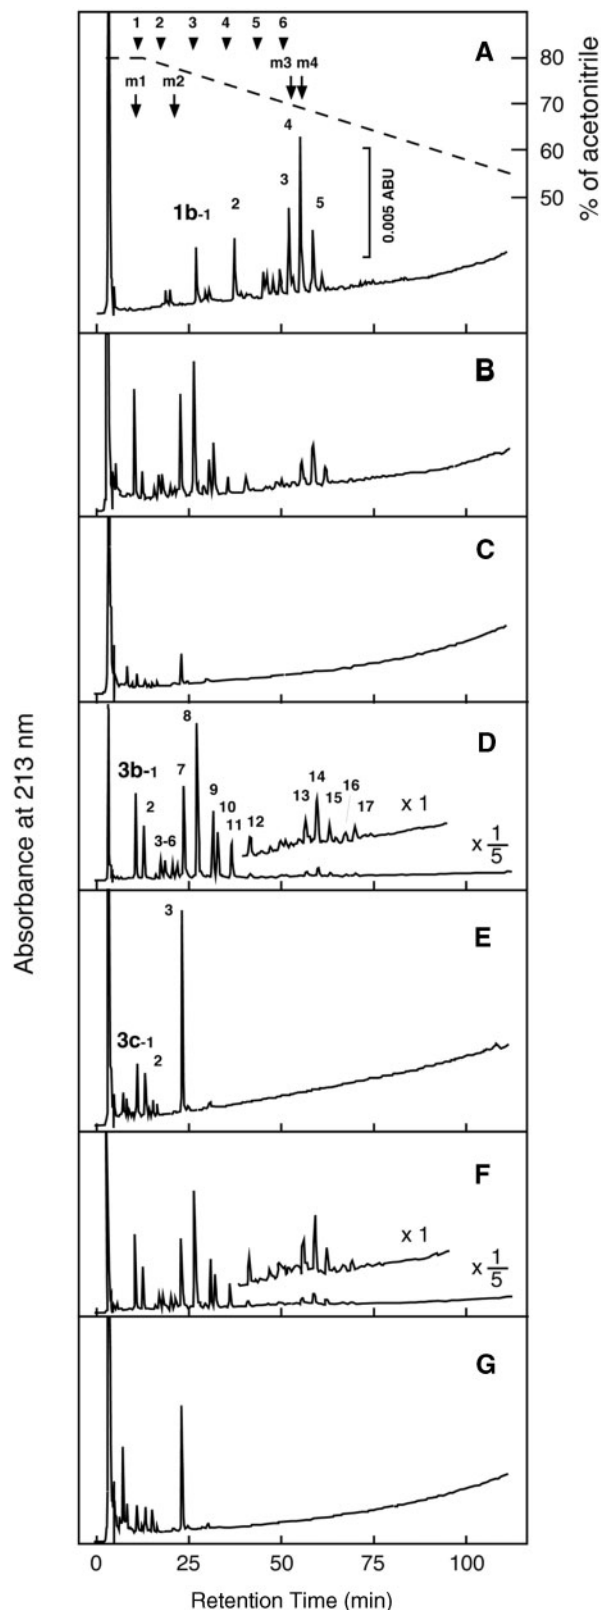 1 2 3 4 5 6
A
m1 m2 m3 m4
80
70
60
50
% of acetonitrile
4
3
5
2
1b-1
0.005 ABU
B
C
D
8
3b-1
7
2
3-6
9
10
11
12
13
14
15
16
17
x 1
x 1/5
E
3
3c-1
2
F
x 1
x 1/5
G
Absorbance at 213 nm
0 25 50 75 100
Retention Time (min)